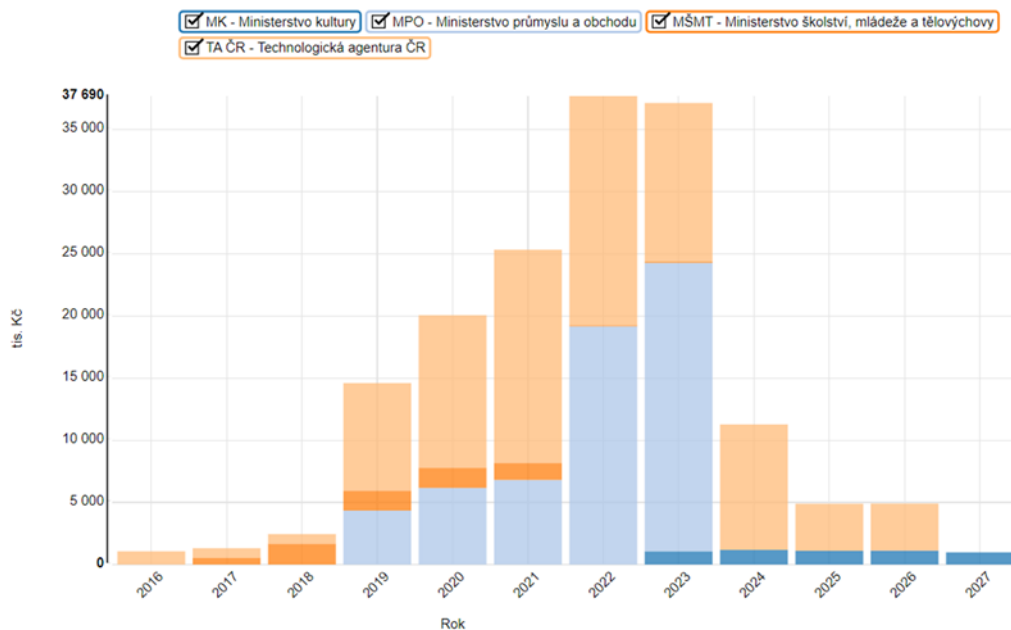 MK - Ministerstvo kultury MPO - Ministerstvo průmyslu a obchodu MŠMT - Ministerstvo školství, mládeže a tělovýchovy
TA ČR - Technologická agentura ČR
37 690
35 000
30 000
25 000
20 000
15 000
10 000
5 000
0
tis. Kč
2016 2017 2018 2019 2020 2021 2022 2023 2024 2025 2026 2027
Rok